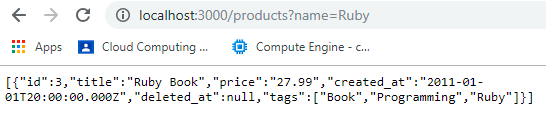 localhost:3000/products?name=Ruby
Apps Cloud Computing ... Compute Engine - c...
[{"id":3,"title":"Ruby Book","price":"27.99","created_at":"2011-01-
01T20:00:00.000Z","deleted_at":null,"tags":["Book","Programming","Ruby"]}]